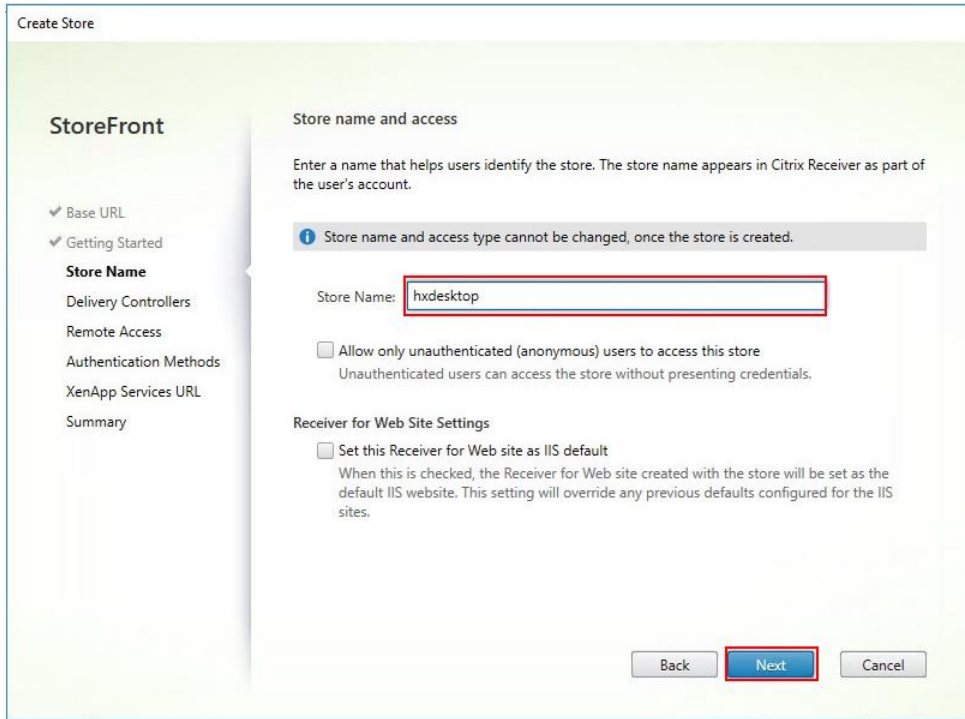 Create Store
StoreFront
Base URL
Getting Started
Store Name
Delivery Controllers
Remote Access
Authentication Methods
XenApp Services URL
Summary
Store name and access
Enter a name that helps users identify the store. The store name appears in Citrix Receiver as part of
the user's account.
Store name and access type cannot be changed, once the store is created.
Store Name: hxdesktop
Allow only unauthenticated (anonymous) users to access this store
Unauthenticated users can access the store without presenting credentials.
Receiver for Web Site Settings
Set this Receiver for Web site as IIS default
When this is checked, the Receiver for Web site created with the store will be set as the
default IIS website. This setting will override any previous defaults configured for the IIS
sites.
Back Next Cancel